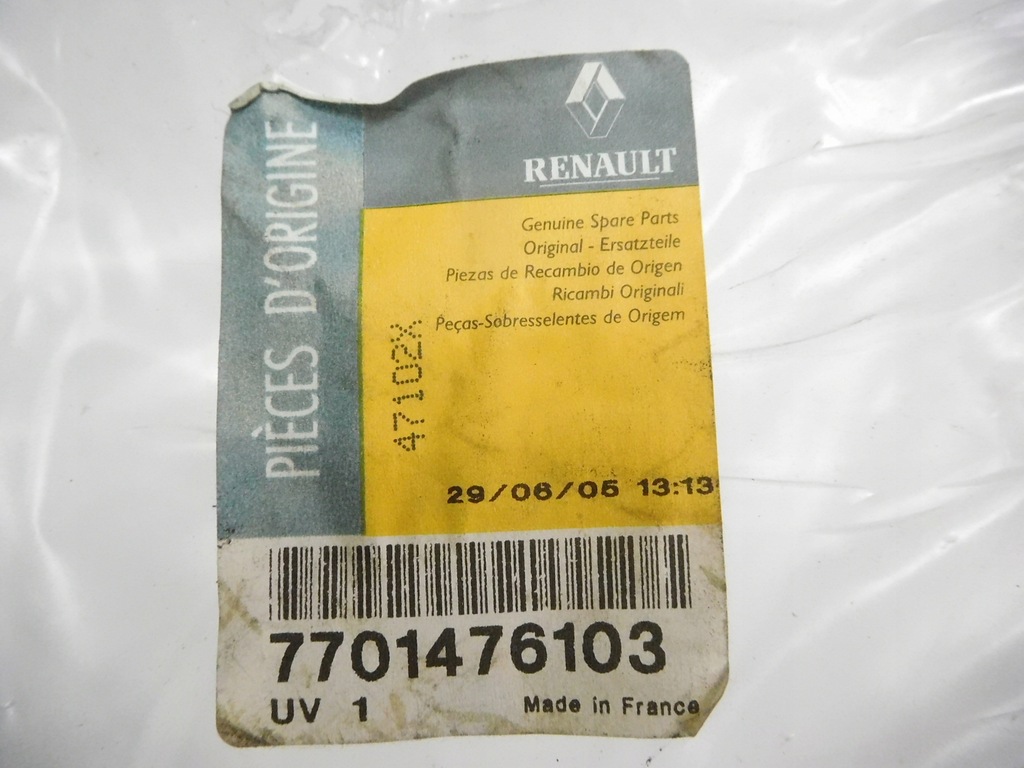 PIÈCES D'ORIGINE
RENAULT
Genuine Spare Parts
Original - Ersatzteile
Piezas de Recambio de Origen
Ricambi Originali
Peças-Sobresselentes de Origem
47102X
29/06/05 13:13
7701476103
UV 1
Made in France